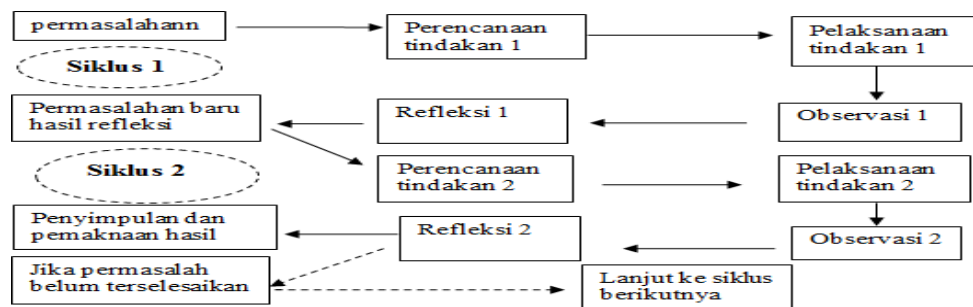 permasalahann
Perencanaan
tindakan 1
Pelaksanaan
tindakan 1
Siklus 1
Permasalahan baru
hasil refleksi
Refleksi 1
Observasi 1
Siklus 2
Perencanaan
tindakan 2
Pelaksanaan
tindakan 2
Penyimpulan dan
pemaknaan hasil
Refleksi 2
Observasi 2
Jika permasalah
belum terselesaikan
Lanjut ke siklus
berikutnya